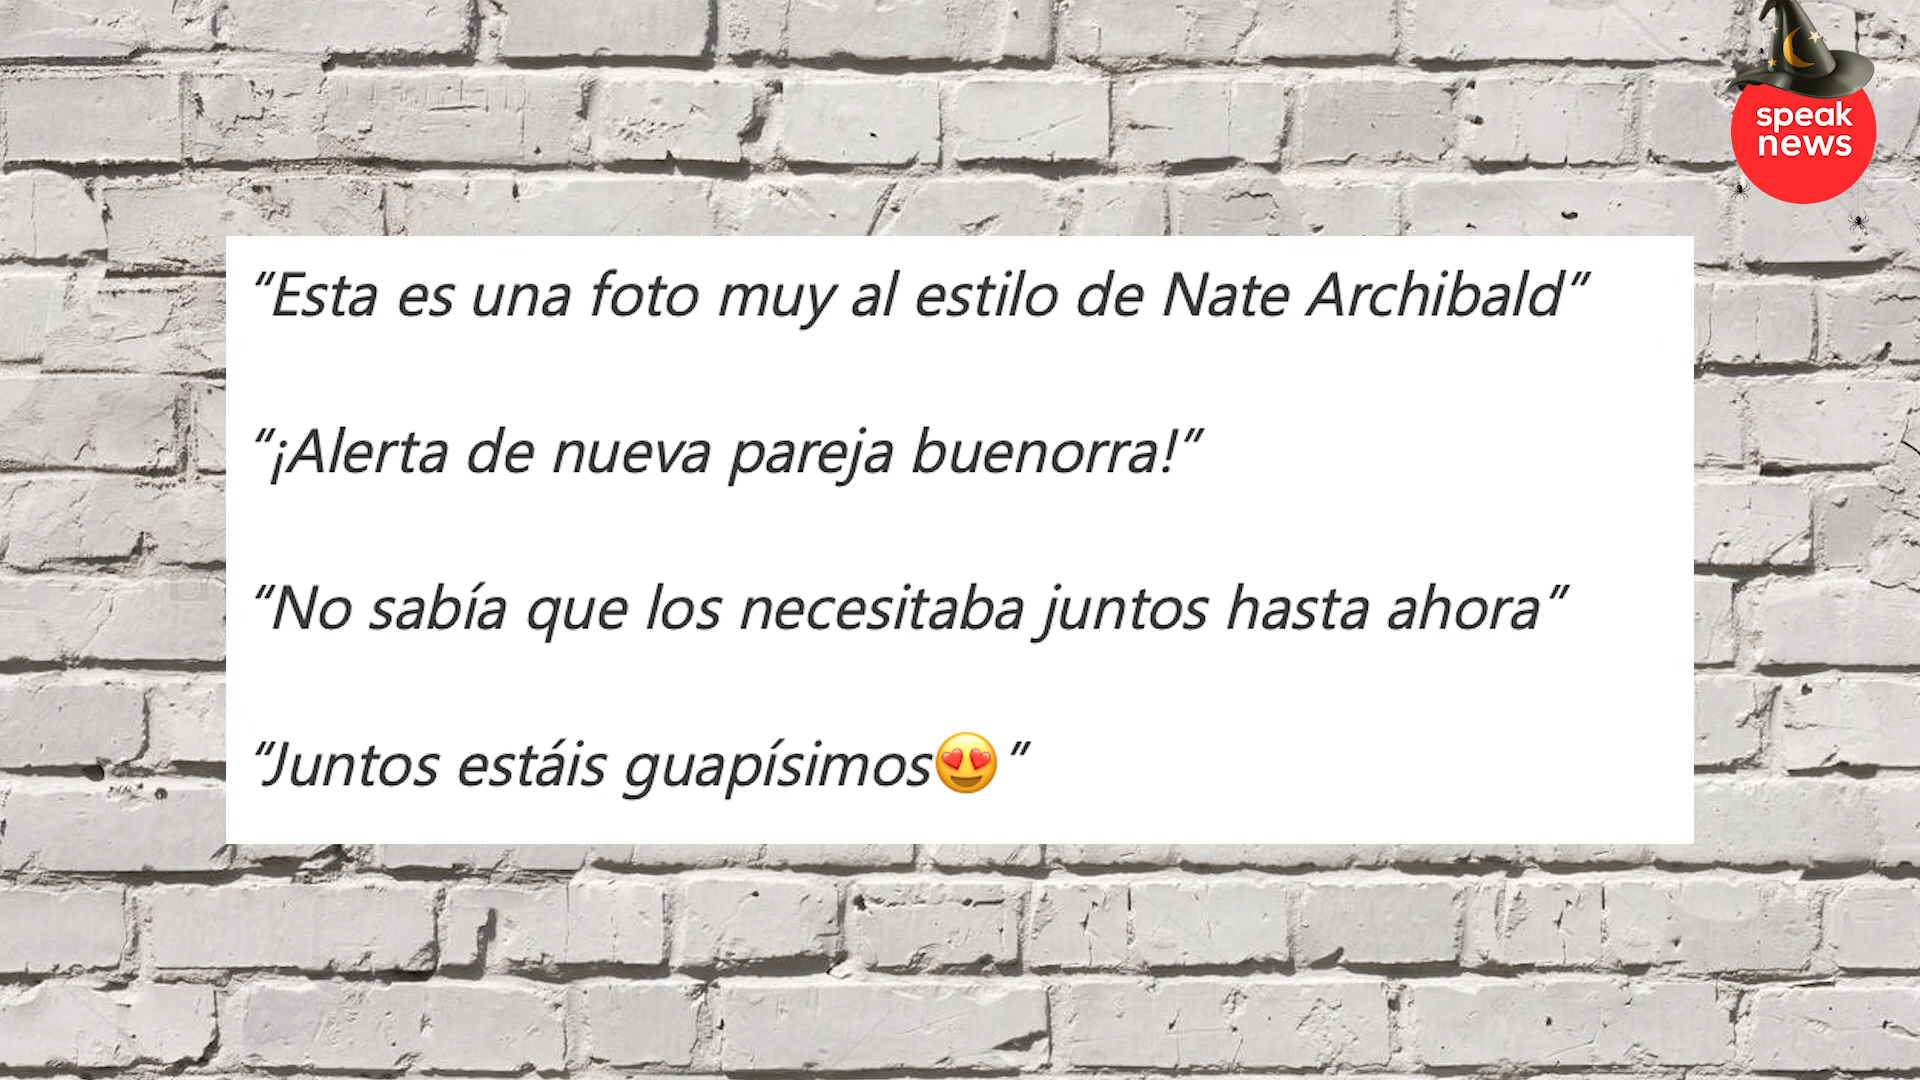 speak
news
“Esta es una foto muy al estilo de Nate Archibald”
“¡Alerta de nueva pareja buenorra!”
“No sabía que los necesitaba juntos hasta ahora”
“Juntos estáis guapísimos😍 ”